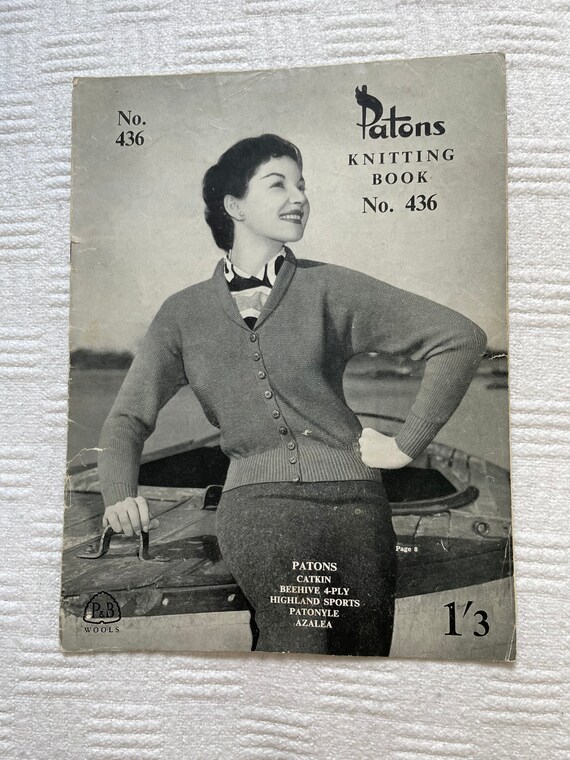 No.
436
Patons
KNITTING
BOOK
No. 436
Page 8
PATONS
CATKIN
BEEHIVE 4-PLY
HIGHLAND SPORTS
PATONYLE
AZALEA
P&B
WOOLS
1'3